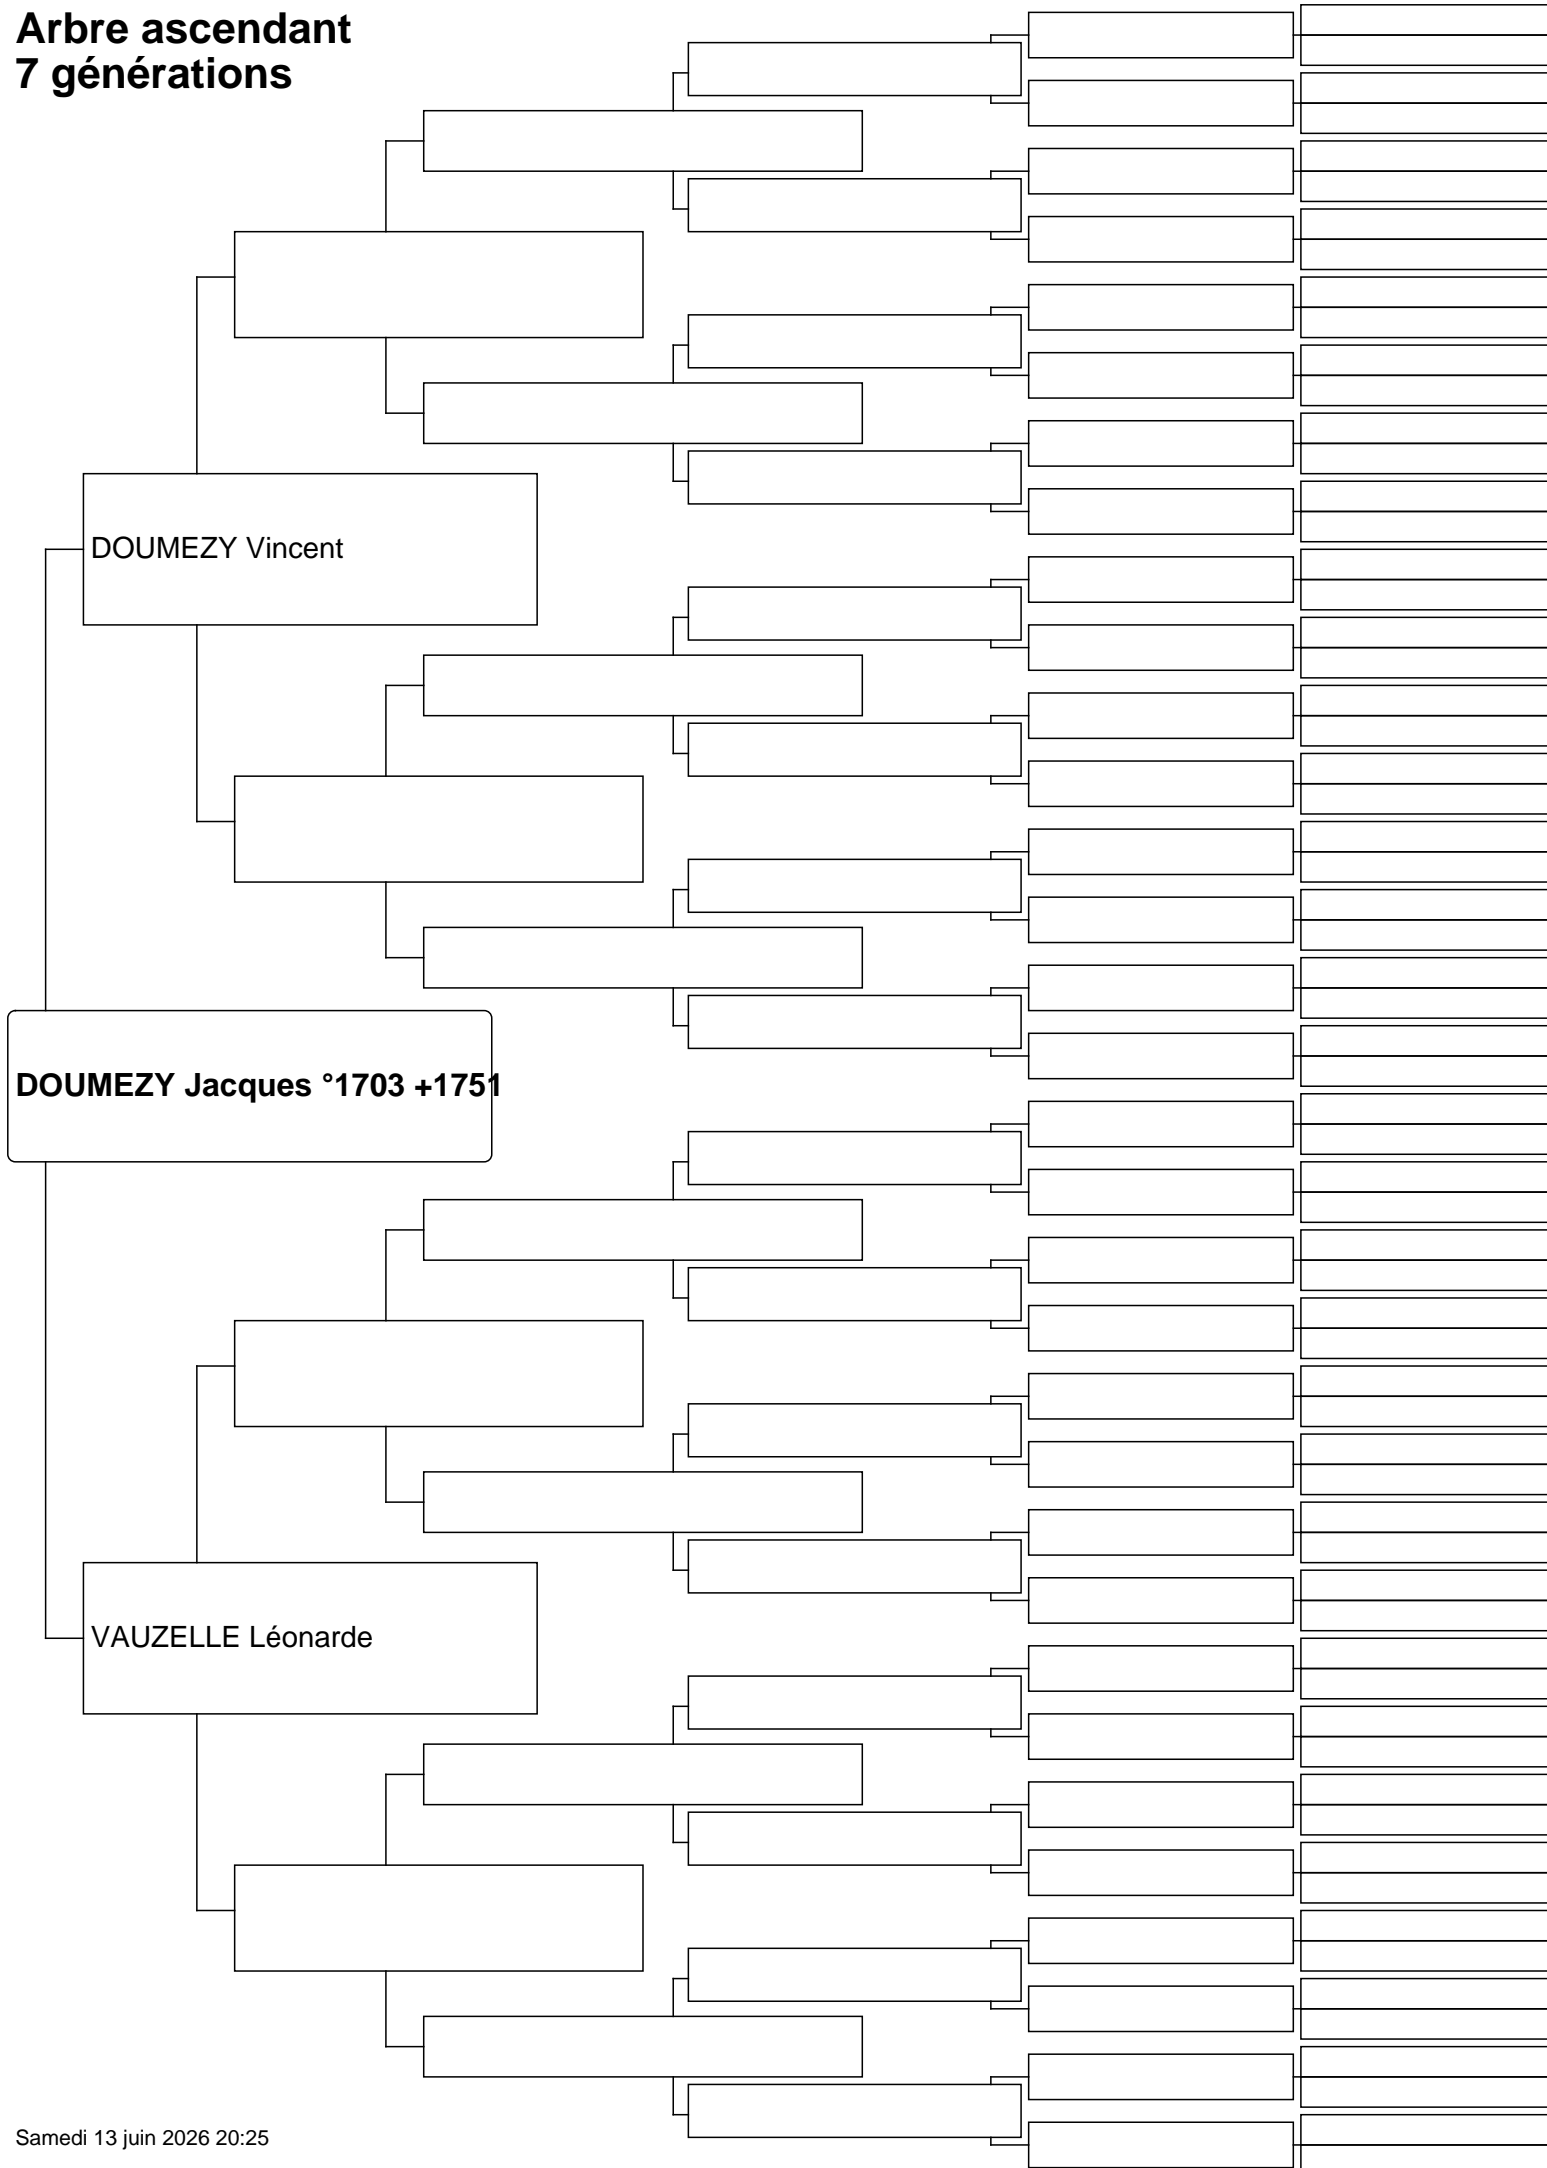 Arbre ascendant
7 générations
DOUMEZY Vincent
DOUMEZY Jacques °1703 +1751
VAUZELLE Léonarde
Samedi 13 juin 2026 20:25